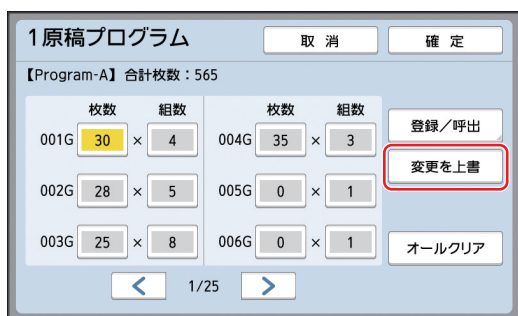 1原稿プログラム 取 消 確 定
【Program-A】合計枚数：565
枚数 組数 枚数 組数
登録／呼出
001G 30 × 4 004G 35 × 3
変更を上書
002G 28 × 5 005G 0 × 1
003G 25 × 8 006G 0 × 1 オールクリア
< 1/25 >